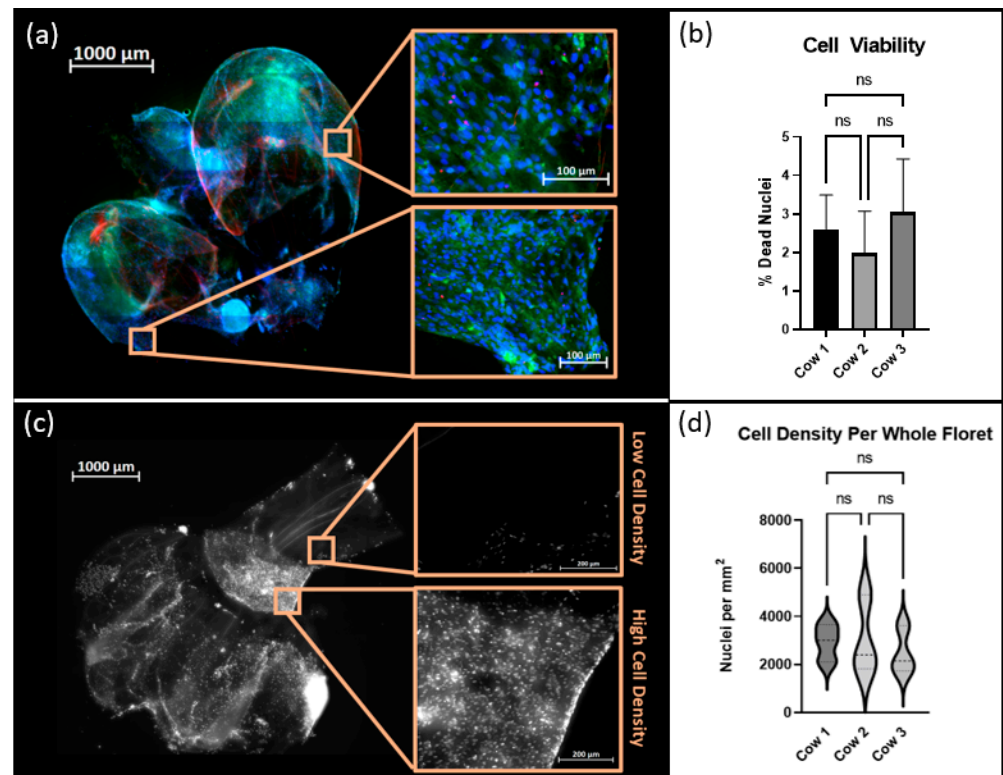 (a)
1000 µm
100 µm
100 µm
(b)
Cell Viability
ns
ns
ns
5
4
3
2
1
0
% Dead Nuclei
Cow 1
Cow 2
Cow 3
(c)
1000 µm
Low Cell Density
200 µm
High Cell Density
200 µm
(d)
Cell Density Per Whole Floret
ns
ns
ns
8000
6000
4000
2000
0
Nuclei per mm²
Cow 1
Cow 2
Cow 3